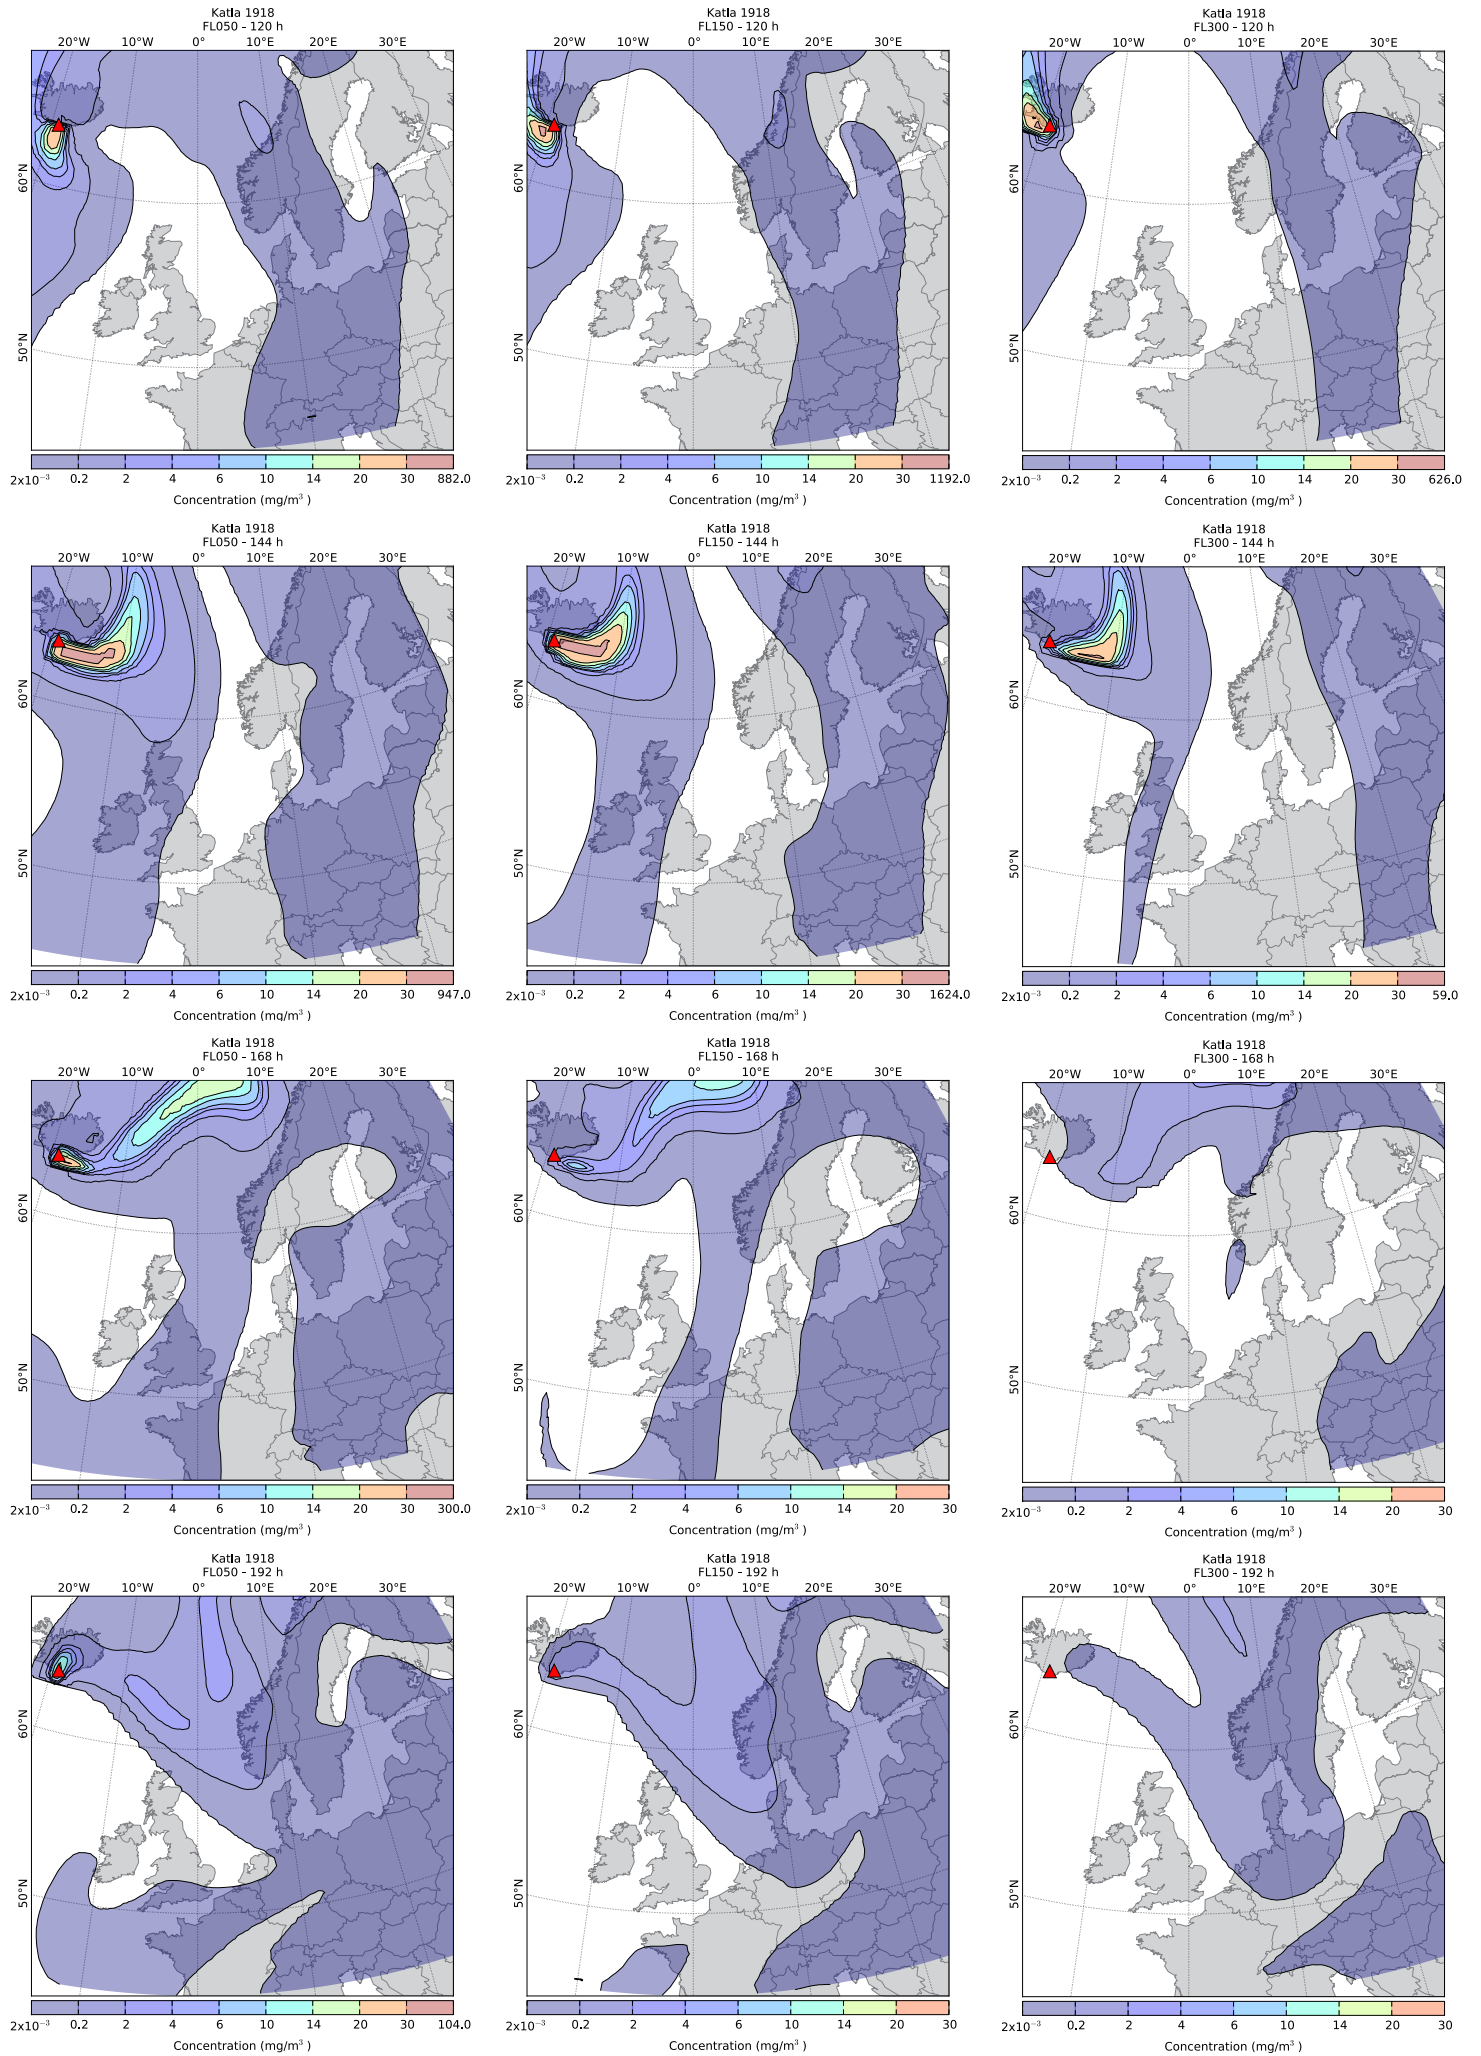 Katla 1918
FL050 - 120 h
20°W 10°W 0° 10°E 20°E 30°E
60°N
50°N
2x10⁻³ 0.2 2 4 6 10 14 20 30 882.0
Concentration (mg/m³ )
Katla 1918
FL150 - 120 h
20°W 10°W 0° 10°E 20°E 30°E
60°N
50°N
2x10⁻³ 0.2 2 4 6 10 14 20 30 1192.0
Concentration (mg/m³ )
Katla 1918
FL300 - 120 h
20°W 10°W 0° 10°E 20°E 30°E
60°N
50°N
2x10⁻³ 0.2 2 4 6 10 14 20 30 626.0
Concentration (mg/m³ )
Katla 1918
FL050 - 144 h
20°W 10°W 0° 10°E 20°E 30°E
60°N
50°N
2x10⁻³ 0.2 2 4 6 10 14 20 30 947.0
Concentration (mg/m³ )
Katla 1918
FL150 - 144 h
20°W 10°W 0° 10°E 20°E 30°E
60°N
50°N
2x10⁻³ 0.2 2 4 6 10 14 20 30 1624.0
Concentration (mg/m³ )
Katla 1918
FL300 - 144 h
20°W 10°W 0° 10°E 20°E 30°E
60°N
50°N
2x10⁻³ 0.2 2 4 6 10 14 20 30 59.0
Concentration (mg/m³ )
Katla 1918
FL050 - 168 h
20°W 10°W 0° 10°E 20°E 30°E
60°N
50°N
2x10⁻³ 0.2 2 4 6 10 14 20 30 300.0
Concentration (mg/m³ )
Katla 1918
FL150 - 168 h
20°W 10°W 0° 10°E 20°E 30°E
60°N
50°N
2x10⁻³ 0.2 2 4 6 10 14 20 30
Concentration (mg/m³ )
Katla 1918
FL300 - 168 h
20°W 10°W 0° 10°E 20°E 30°E
60°N
50°N
2x10⁻³ 0.2 2 4 6 10 14 20 30
Concentration (mg/m³ )
Katla 1918
FL050 - 192 h
20°W 10°W 0° 10°E 20°E 30°E
60°N
50°N
2x10⁻³ 0.2 2 4 6 10 14 20 30 104.0
Concentration (mg/m³ )
Katla 1918
FL150 - 192 h
20°W 10°W 0° 10°E 20°E 30°E
60°N
50°N
2x10⁻³ 0.2 2 4 6 10 14 20 30
Concentration (mg/m³ )
Katla 1918
FL300 - 192 h
20°W 10°W 0° 10°E 20°E 30°E
60°N
50°N
2x10⁻³ 0.2 2 4 6 10 14 20 30
Concentration (mg/m³ )